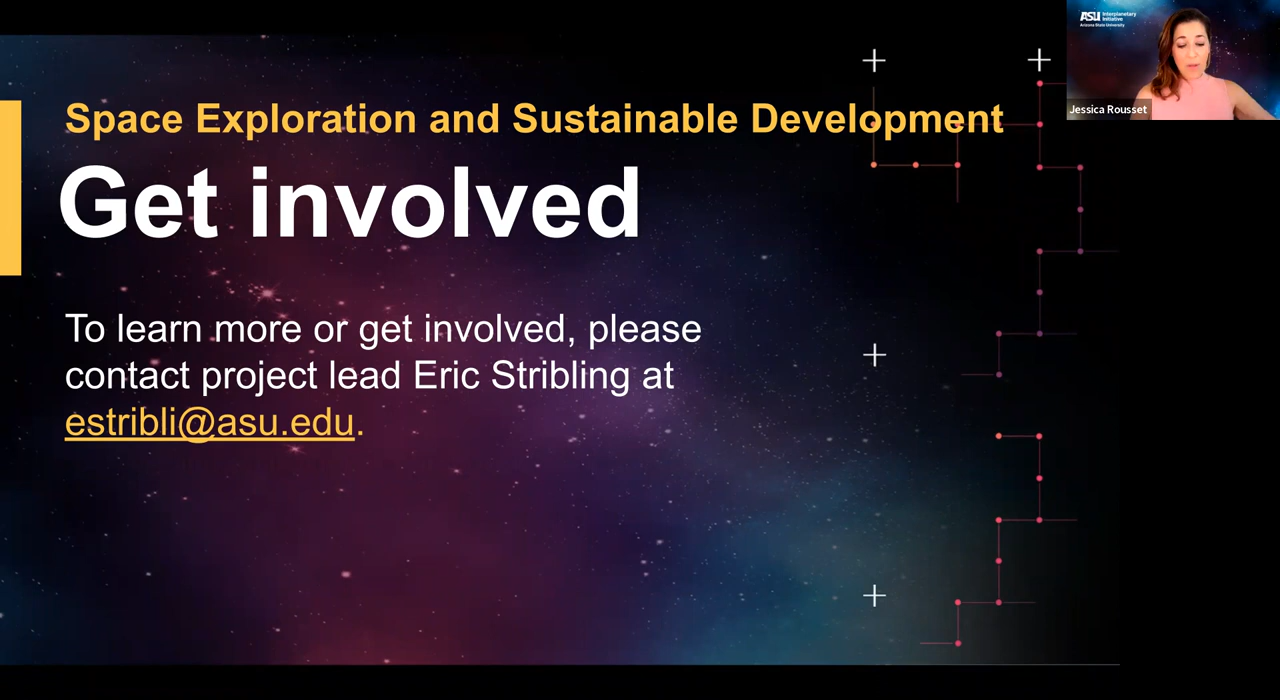 Space Exploration and Sustainable Development
Get involved
To learn more or get involved, please
contact project lead Eric Stribling at
estribli@asu.edu.
ASU Interplanetary
Initiative
Arizona State University
Jessica Rousset